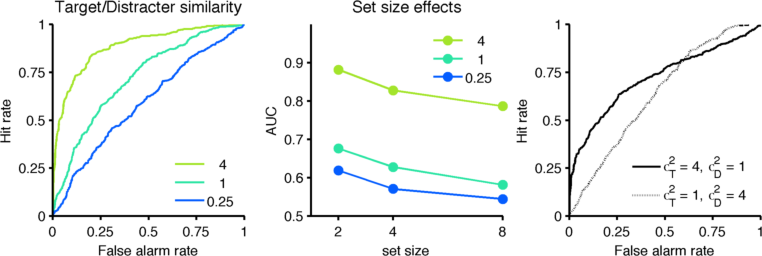 Target/Distracter similarity
1
0.75
0.5
0.25
0
Hit rate
0 0.25 0.5 0.75 1
False alarm rate
4
1
0.25
Set size effects
0.9
0.8
0.7
0.6
0.5
AUC
2 4 8
set size
4
1
0.25
1
0.75
0.5
0.25
0
Hit rate
0 0.25 0.5 0.75 1
False alarm rate
σ²T = 4, σ²D = 1
σ²T = 1, σ²D = 4